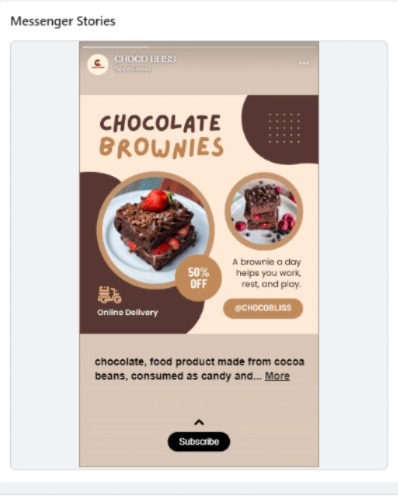 Messenger Stories
CHOCO BLISS
Sponsored
CHOCOLATE
BROWNIES
50%
OFF
A brownie a day
helps you work,
rest, and play.
Online Delivery
@CHOCOBLISS
chocolate, food product made from cocoa
beans, consumed as candy and... More
Subscribe